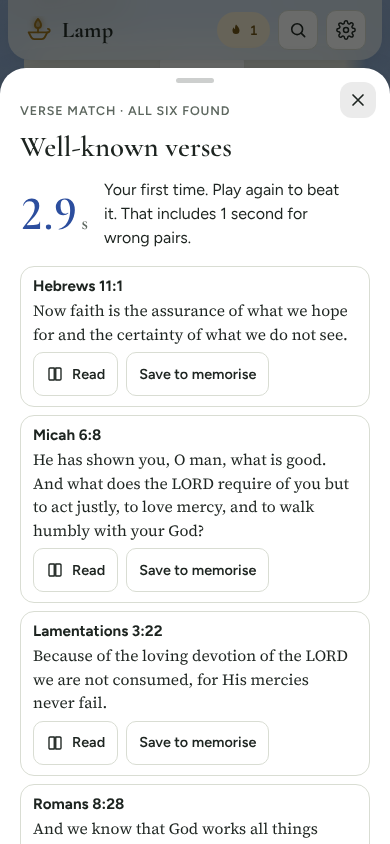 Lamp
1
VERSE MATCH · ALL SIX FOUND
Well-known verses
2.9 s
Your first time. Play again to beat
it. That includes 1 second for
wrong pairs.
Hebrews 11:1
Now faith is the assurance of what we hope
for and the certainty of what we do not see.
Read
Save to memorise
Micah 6:8
He has shown you, O man, what is good.
And what does the LORD require of you but
to act justly, to love mercy, and to walk
humbly with your God?
Read
Save to memorise
Lamentations 3:22
Because of the loving devotion of the LORD
we are not consumed, for His mercies
never fail.
Read
Save to memorise
Romans 8:28
And we know that God works all things